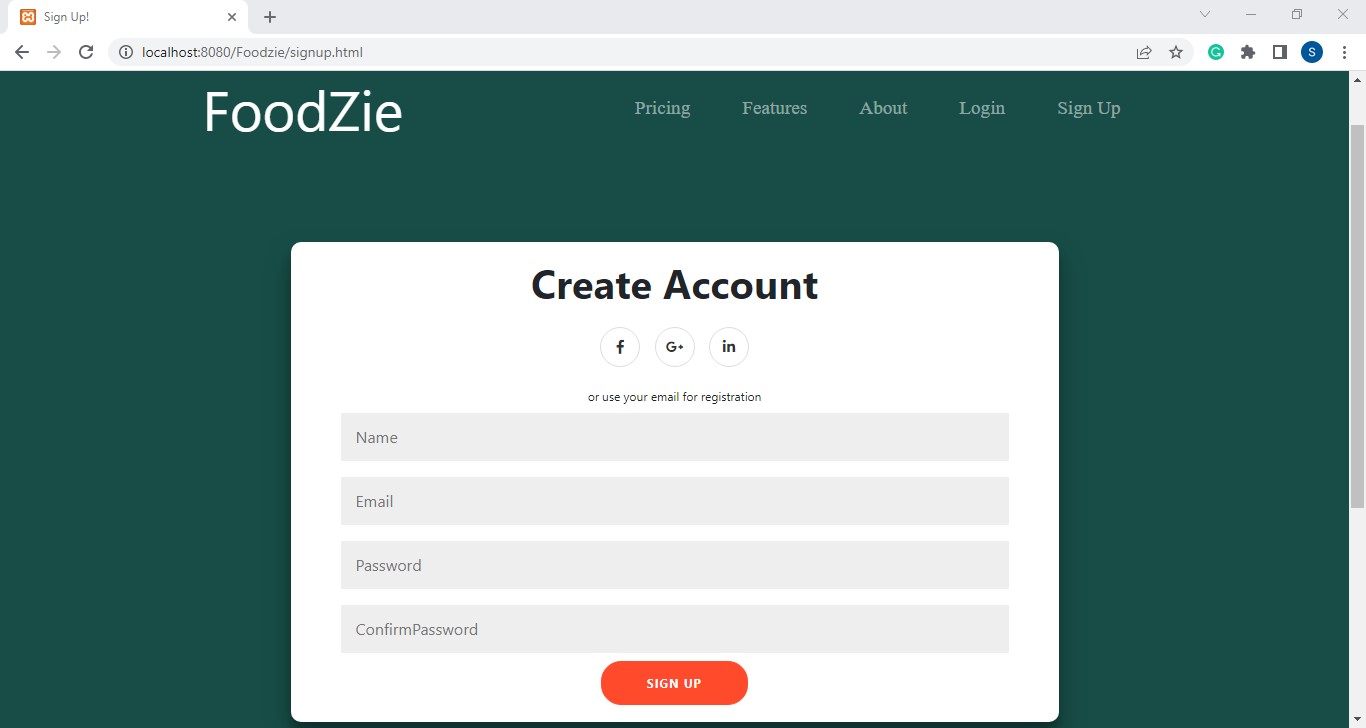 Sign Up!
localhost:8080/Foodzie/signup.html
S
FoodZie
Pricing Features About Login Sign Up
Create Account
f G+ in
or use your email for registration
Name
Email
Password
ConfirmPassword
SIGN UP